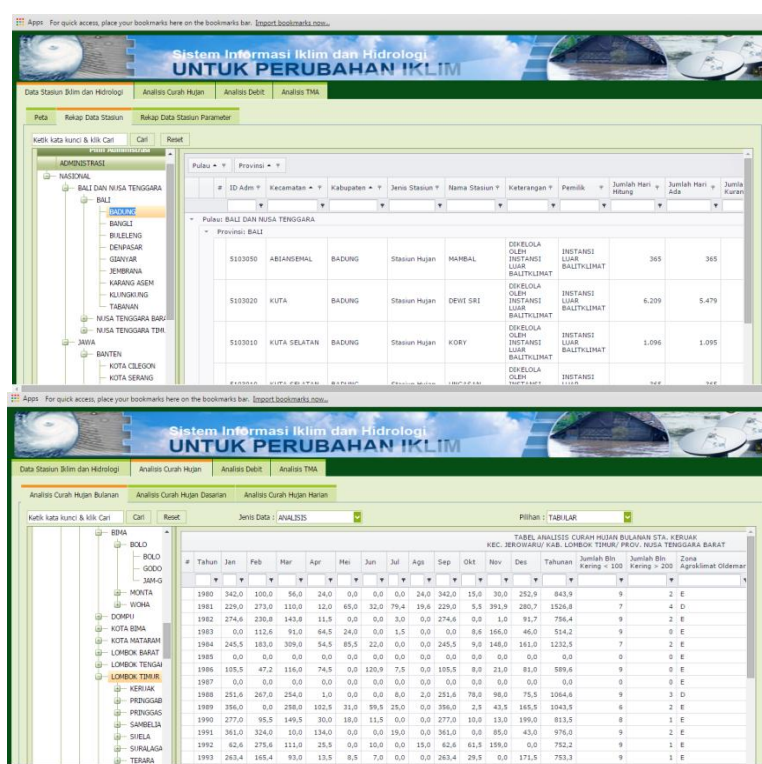 Apps For quick access, place your bookmarks here on the bookmarks bar. Import bookmarks now...
Sistem Informasi Iklim dan Hidrologi
UNTUK PERUBAHAN IKLIM
Data Stasiun Iklim dan Hidrologi Analisis Curah Hujan Analisis Debit Analisis TMA
Peta Rekap Data Stasiun Rekap Data Stasiun Parameter
Ketik kata kunci & klik Cari Cari Reset
ADMINISTRASI
NASIONAL
BALI DAN NUSA TENGGARA
BALI
BADUNG
BANGLI
BULELENG
DENPASAR
GIANYAR
JEMBRANA
KARANG ASEM
KLUNGKUNG
TABANAN
NUSA TENGGARA BARA
NUSA TENGGARA TIMU
JAWA
BANTEN
KOTA CILEGON
KOTA SERANG
Pulau Provinsi
# ID Adm Kecamatan Kabupaten Jenis Stasiun Nama Stasiun Keterangan Pemilik Jumlah Hari Hitung Jumlah Hari Ada Jumla Kuran
Pulau: BALI DAN NUSA TENGGARA
Provinsi: BALI
5103050 ABIANSEMAL BADUNG Stasiun Hujan MAMBAL DIKELOLA OLEH INSTANSI LUAR BALITKLIMAT INSTANSI LUAR BALITKLIMAT 365 365
5103020 KUTA BADUNG Stasiun Hujan DEWI SRI DIKELOLA OLEH INSTANSI LUAR BALITKLIMAT INSTANSI LUAR BALITKLIMAT 6.209 5.479
5103010 KUTA SELATAN BADUNG Stasiun Hujan KORY DIKELOLA OLEH INSTANSI LUAR BALITKLIMAT INSTANSI LUAR BALITKLIMAT 1.096 1.095
DIKELOLA OLEH INSTANSI
Apps For quick access, place your bookmarks here on the bookmarks bar. Import bookmarks now...
Sistem Informasi Iklim dan Hidrologi
UNTUK PERUBAHAN IKLIM
Data Stasiun Iklim dan Hidrologi Analisis Curah Hujan Analisis Debit Analisis TMA
Analisis Curah Hujan Bulanan Analisis Curah Hujan Dasarian Analisis Curah Hujan Harian
Ketik kata kunci & klik Cari Cari Reset Jenis Data : ANALISIS Pilihan : TABULAR
BIMA
BOLO
BOLO
GODO
JAM-G
MONTA
WOHA
DOMPU
KOTA BIMA
KOTA MATARAM
LOMBOK BARAT
LOMBOK TENGAH
LOMBOK TIMUR
KERUAK
PRINGGAB
PRINGGAS
SAMBELIA
SUELA
SURALAGA
TERARA
TABEL ANALISIS CURAH HUJAN BULANAN STA. KERUAK
KEC. JEROWARU/ KAB. LOMBOK TIMUR/ PROV. NUSA TENGGARA BARAT
# Tahun Jan Feb Mar Apr Mei Jun Jul Ags Sep Okt Nov Des Tahunan Jumlah Bln Kering < 100 Jumlah Bln Kering > 200 Zona Agroklimat Oldeman
1980 342,0 100,0 56,0 24,0 0,0 0,0 0,0 24,0 342,0 15,0 30,0 252,9 843,9 9 2 E
1981 229,0 273,0 110,0 12,0 65,0 32,0 79,4 19,6 229,0 5,5 391,9 280,7 1526,8 7 4 D
1982 274,6 230,8 143,8 11,5 0,0 0,0 3,0 0,0 274,6 0,0 1,0 91,7 756,4 9 2 E
1983 0,0 112,6 91,0 64,5 24,0 0,0 1,5 0,0 0,0 8,6 166,0 46,0 514,2 9 0 E
1984 245,5 183,0 309,0 54,5 85,5 22,0 0,0 0,0 245,5 9,0 148,0 161,0 1232,5 7 2 E
1985 0,0 0,0 0,0 0,0 0,0 0,0 0,0 0,0 0,0 0,0 0,0 0,0 0,0 0 0 E
1986 105,5 47,2 116,0 74,5 0,0 120,9 7,5 0,0 105,5 8,0 21,0 81,0 589,6 9 0 E
1987 0,0 0,0 0,0 0,0 0,0 0,0 0,0 0,0 0,0 0,0 0,0 0,0 0,0 0 0 E
1988 251,6 267,0 254,0 1,0 0,0 0,0 8,0 2,0 251,6 78,0 98,0 75,5 1064,6 9 3 D
1989 356,0 0,0 258,0 102,5 31,0 59,5 25,0 0,0 356,0 2,5 43,5 165,5 1043,5 6 2 E
1990 277,0 95,5 149,5 30,0 18,0 11,5 0,0 0,0 277,0 10,0 13,0 199,0 813,5 8 1 E
1991 361,0 324,0 10,0 134,0 0,0 0,0 19,0 0,0 361,0 0,0 85,0 43,0 976,0 9 2 E
1992 62,6 275,6 111,0 25,5 0,0 10,0 0,0 15,0 62,6 61,5 159,0 0,0 752,2 9 1 E
1993 263,4 165,4 93,0 13,5 8,5 7,0 0,0 0,0 263,4 29,5 0,0 171,5 753,3 9 1 E